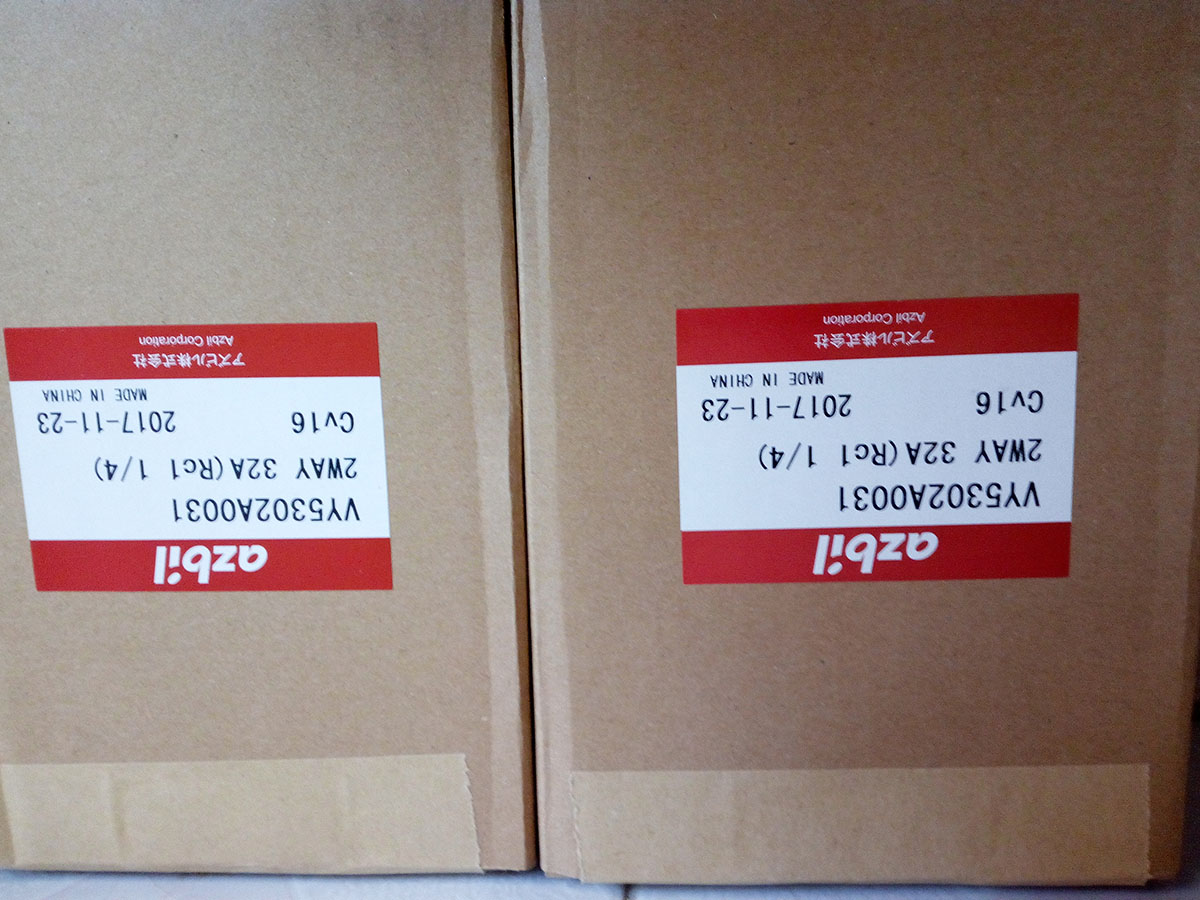 azbil
VY5302A0031
2WAY 32A(Rc1 1/4)
Cv16 2017-11-23
MADE IN CHINA
アズビル株式会社
Azbil Corporation
azbil
VY5302A0031
2WAY 32A(Rc1 1/4)
Cv16 2017-11-23
MADE IN CHINA
アズビル株式会社
Azbil Corporation